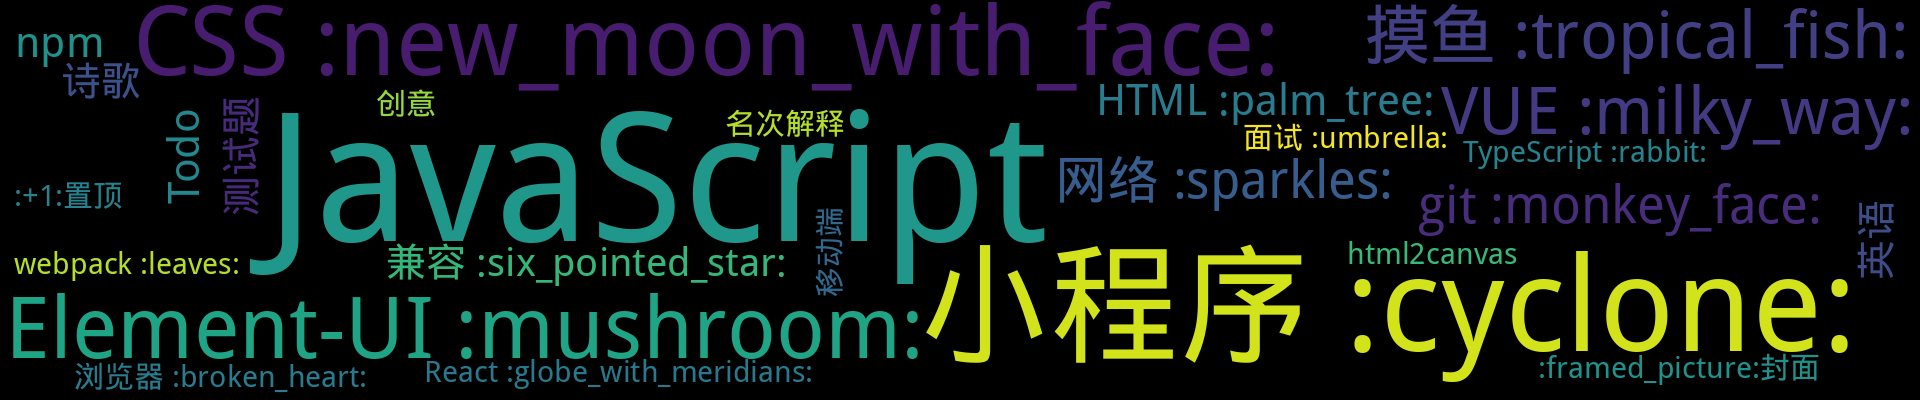 npm
CSS :new_moon_with_face:
摸鱼 :tropical_fish:
诗歌
创意
HTML :palm_tree:
VUE :milky_way:
Todo
测试题
JavaScript
名次解释
面试 :umbrella:
TypeScript :rabbit:
:+1:置顶
网络 :sparkles:
git :monkey_face:
英语
移动端
webpack :leaves:
兼容 :six_pointed_star:
html2canvas
Element-UI :mushroom:
小程序 :cyclone:
浏览器 :broken_heart:
React :globe_with_meridians:
:framed_picture:封面